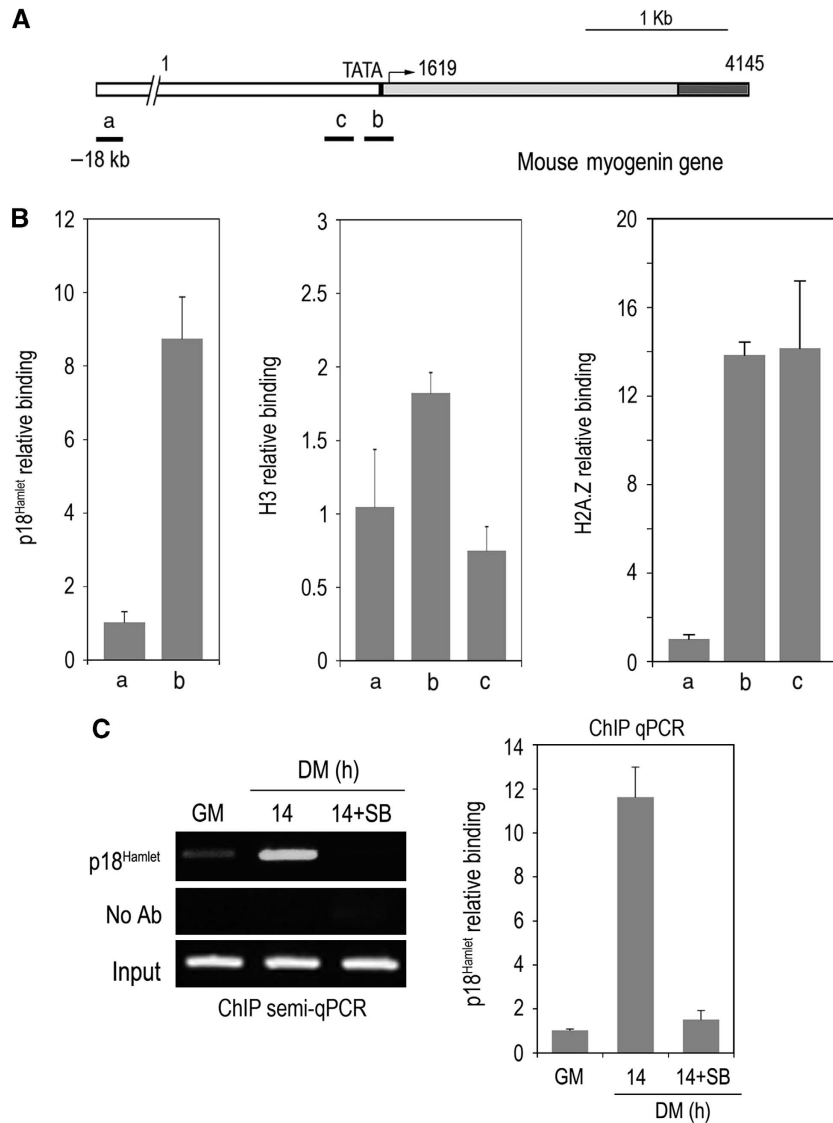 A
1 Kb
1
TATA
1619
4145
a
c
b
–18 kb
Mouse myogenin gene
B
p18Hamlet relative binding
12
10
8
6
4
2
0
a
b
H3 relative binding
3
2.5
2
1.5
1
0.5
0
a
b
c
H2A.Z relative binding
20
16
12
8
4
0
a
b
c
C
DM (h)
GM
14
14+SB
p18Hamlet
No Ab
Input
ChIP semi-qPCR
ChIP qPCR
p18Hamlet relative binding
14
12
10
8
6
4
2
0
GM
14
14+SB
DM (h)